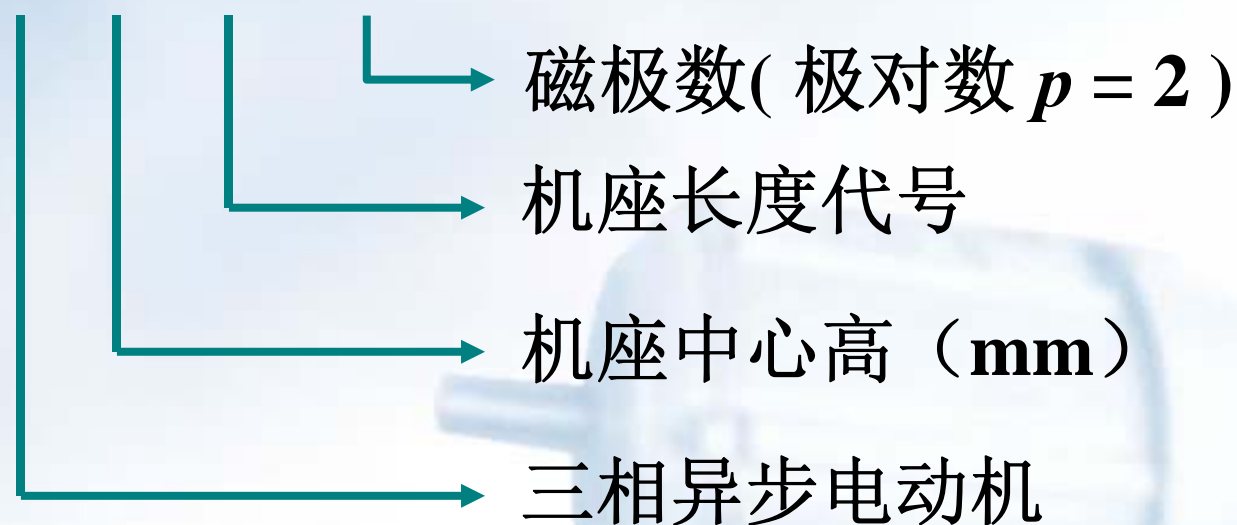 磁极数( 极对数 p = 2 )
机座长度代号
机座中心高（mm）
三相异步电动机